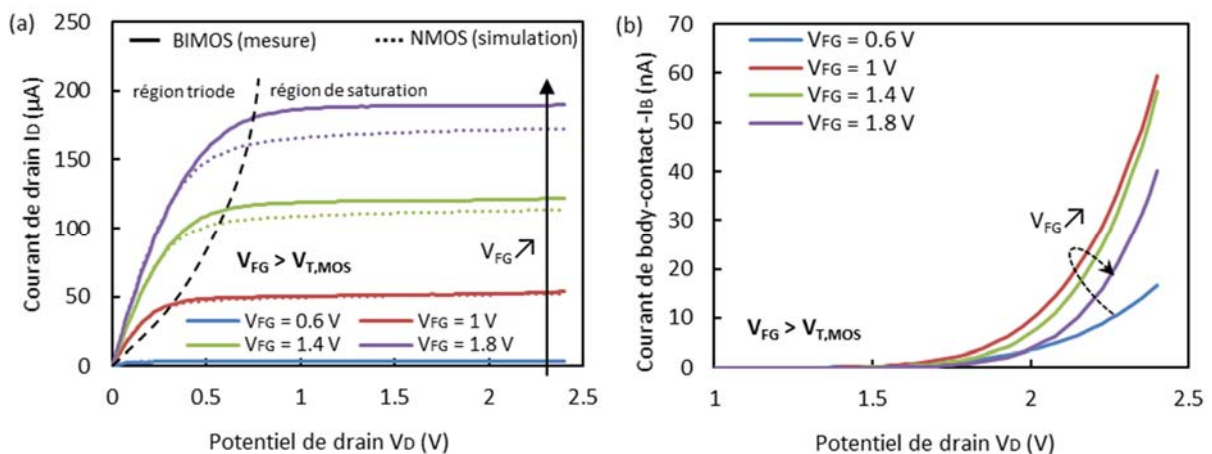 (a)
250
200
150
100
50
0
Courant de drain ID (µA)
BIMOS (mesure)
NMOS (simulation)
région triode
région de saturation
VFG > VT,MOS
VFG ↗
VFG = 0.6 V
VFG = 1 V
VFG = 1.4 V
VFG = 1.8 V
0
0.5
1
1.5
2
2.5
Potentiel de drain VD (V)
(b)
70
60
50
40
30
20
10
0
Courant de body-contact -IB (nA)
VFG = 0.6 V
VFG = 1 V
VFG = 1.4 V
VFG = 1.8 V
VFG ↗
VFG > VT,MOS
1
1.5
2
2.5
Potentiel de drain VD (V)